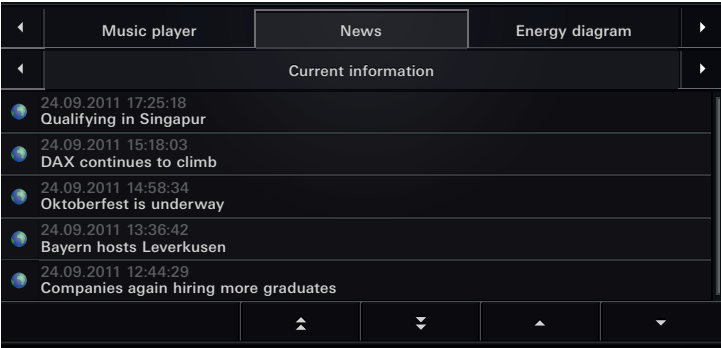 Music player
News
Energy diagram
Current information
24.09.2011 17:25:18
Qualifying in Singapur
24.09.2011 15:18:03
DAX continues to climb
24.09.2011 14:58:34
Oktoberfest is underway
24.09.2011 13:36:42
Bayern hosts Leverkusen
24.09.2011 12:44:29
Companies again hiring more graduates